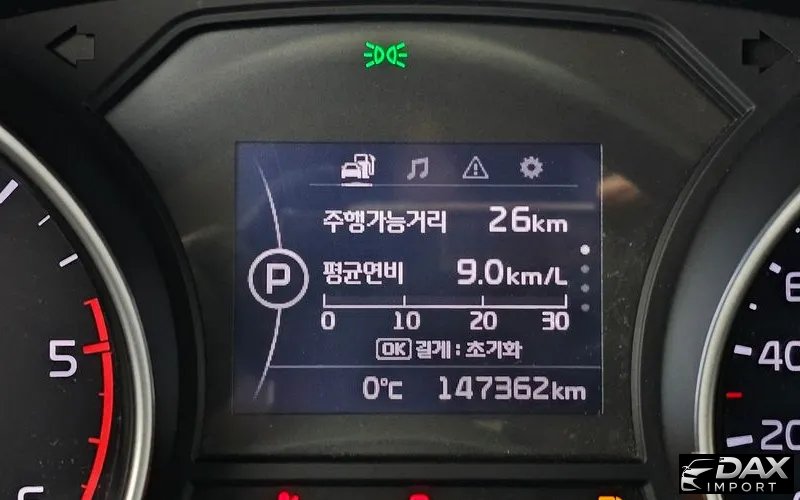 주행가능거리 26km
P
평균연비 9.0km/L
0 10 20 30
OK 길게 : 초기화
0°C 147362km
5
6
40
20
DAX
IMPORT